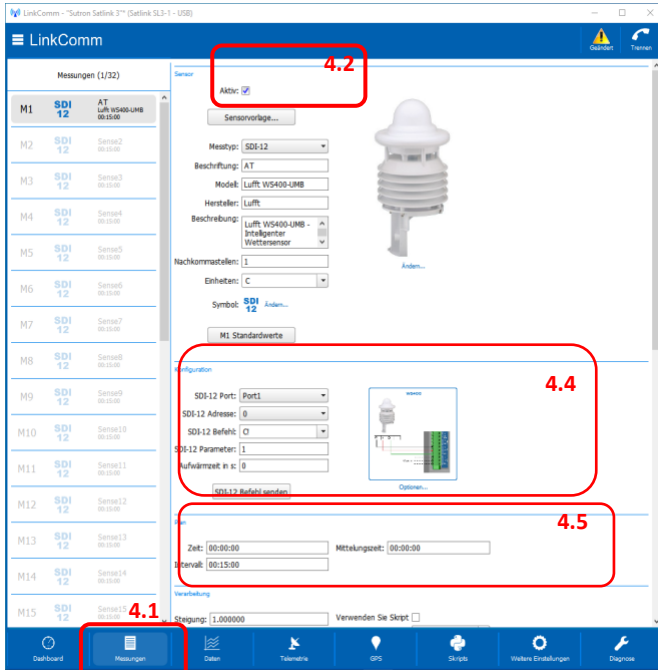 LinkComm - "Sutron Satlink 3"* (Satlink SL3-1 - USB)
LinkComm
Geändert
Trennen
Messungen (1/32)
M1 SDI 12 AT
Lufft WS400-UMB
00:15:00
M2 SDI 12 Sense2
00:15:00
M3 SDI 12 Sense3
00:15:00
M4 SDI 12 Sense4
00:15:00
M5 SDI 12 Sense5
00:15:00
M6 SDI 12 Sense6
00:15:00
M7 SDI 12 Sense7
00:15:00
M8 SDI 12 Sense8
00:15:00
M9 SDI 12 Sense9
00:15:00
M10 SDI 12 Sense10
00:15:00
M11 SDI 12 Sense11
00:15:00
M12 SDI 12 Sense12
00:15:00
M13 SDI 12 Sense13
00:15:00
M14 SDI 12 Sense14
00:15:00
M15 SDI 12 Sense15
00:15:00
4.1
Sensor
4.2
Aktiv:
Sensorvorlage...
Messtyp: SDI-12
Beschriftung: AT
Modell: Lufft WS400-UMB
Hersteller: Lufft
Beschreibung: Lufft WS400-UMB -
Intelligenter
Wettersensor
Nachkommastellen: 1
Einheiten: C
Symbol: SDI 12 Ändern...
M1 Standardwerte
Ändern...
Konfiguration
4.4
SDI-12 Port: Port1
SDI-12 Adresse: 0
SDI-12 Befehl: C!
SDI-12 Parameter: 1
Aufwärmzeit in s: 0
SDI-12 Befehl senden
Optionen...
Plan
4.5
Zeit: 00:00:00 Mittelungszeit: 00:00:00
Intervall: 00:15:00
Verarbeitung
Steigung: 1.000000 Verwenden Sie Skript
Dashboard
Messungen
Daten
Telemetrie
GPS
Skripts
Weitere Einstellungen
Diagnose